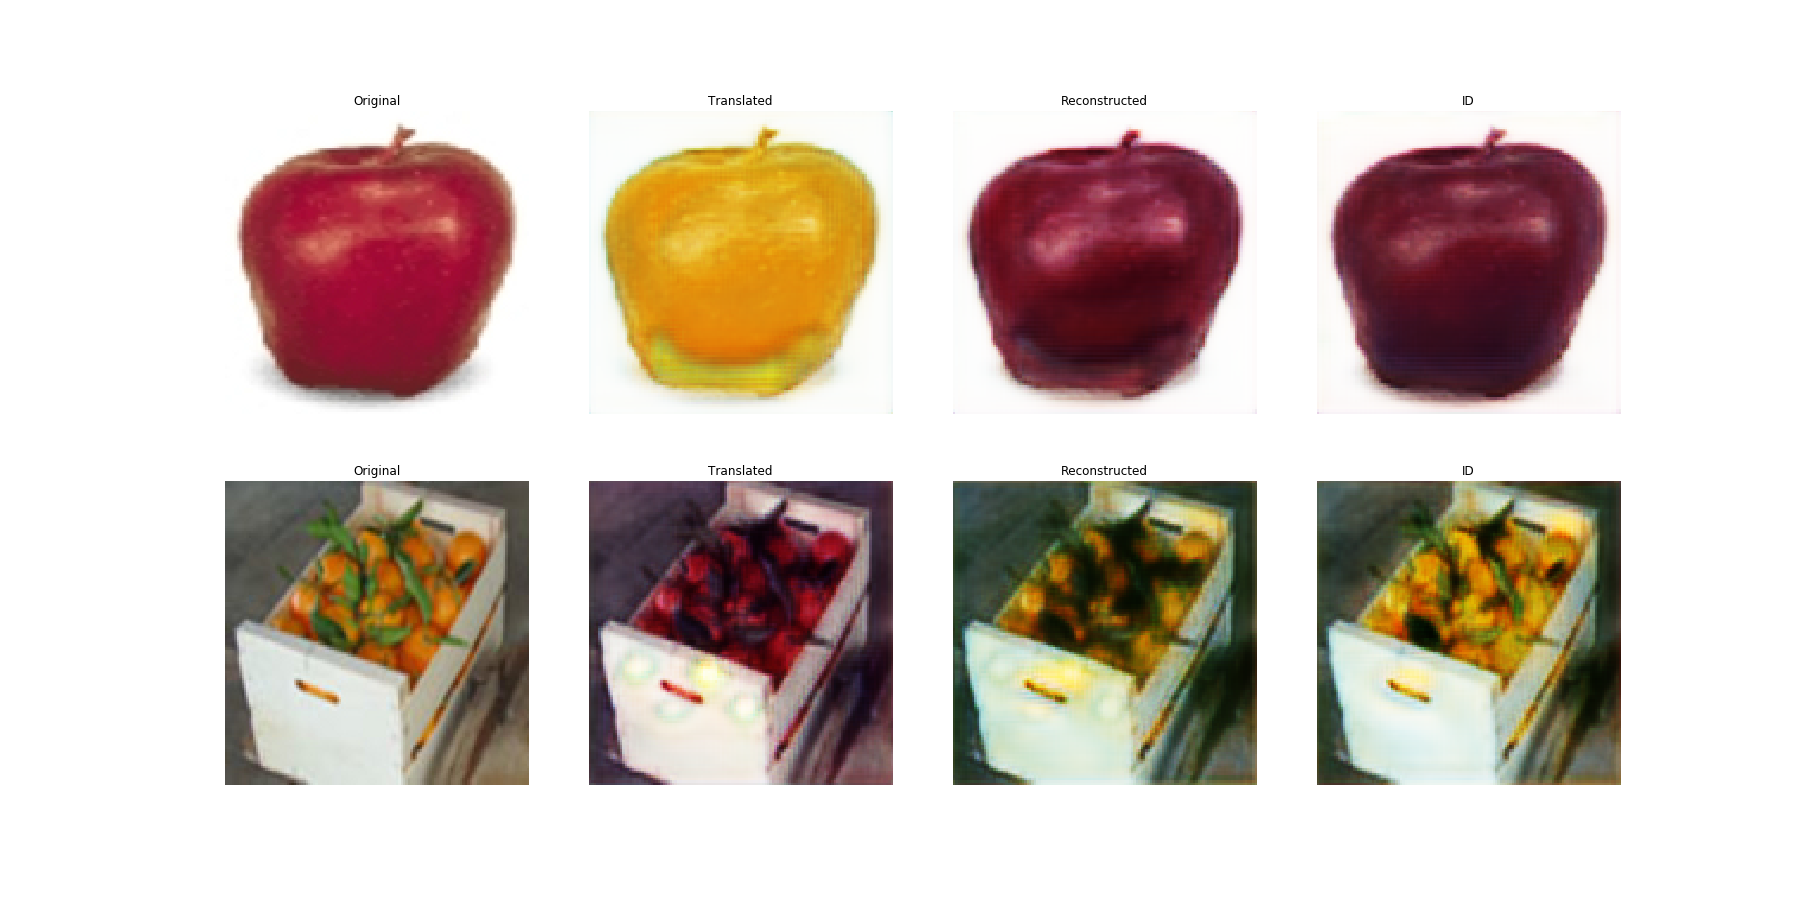 Original
Translated
Reconstructed
ID
Original
Translated
Reconstructed
ID